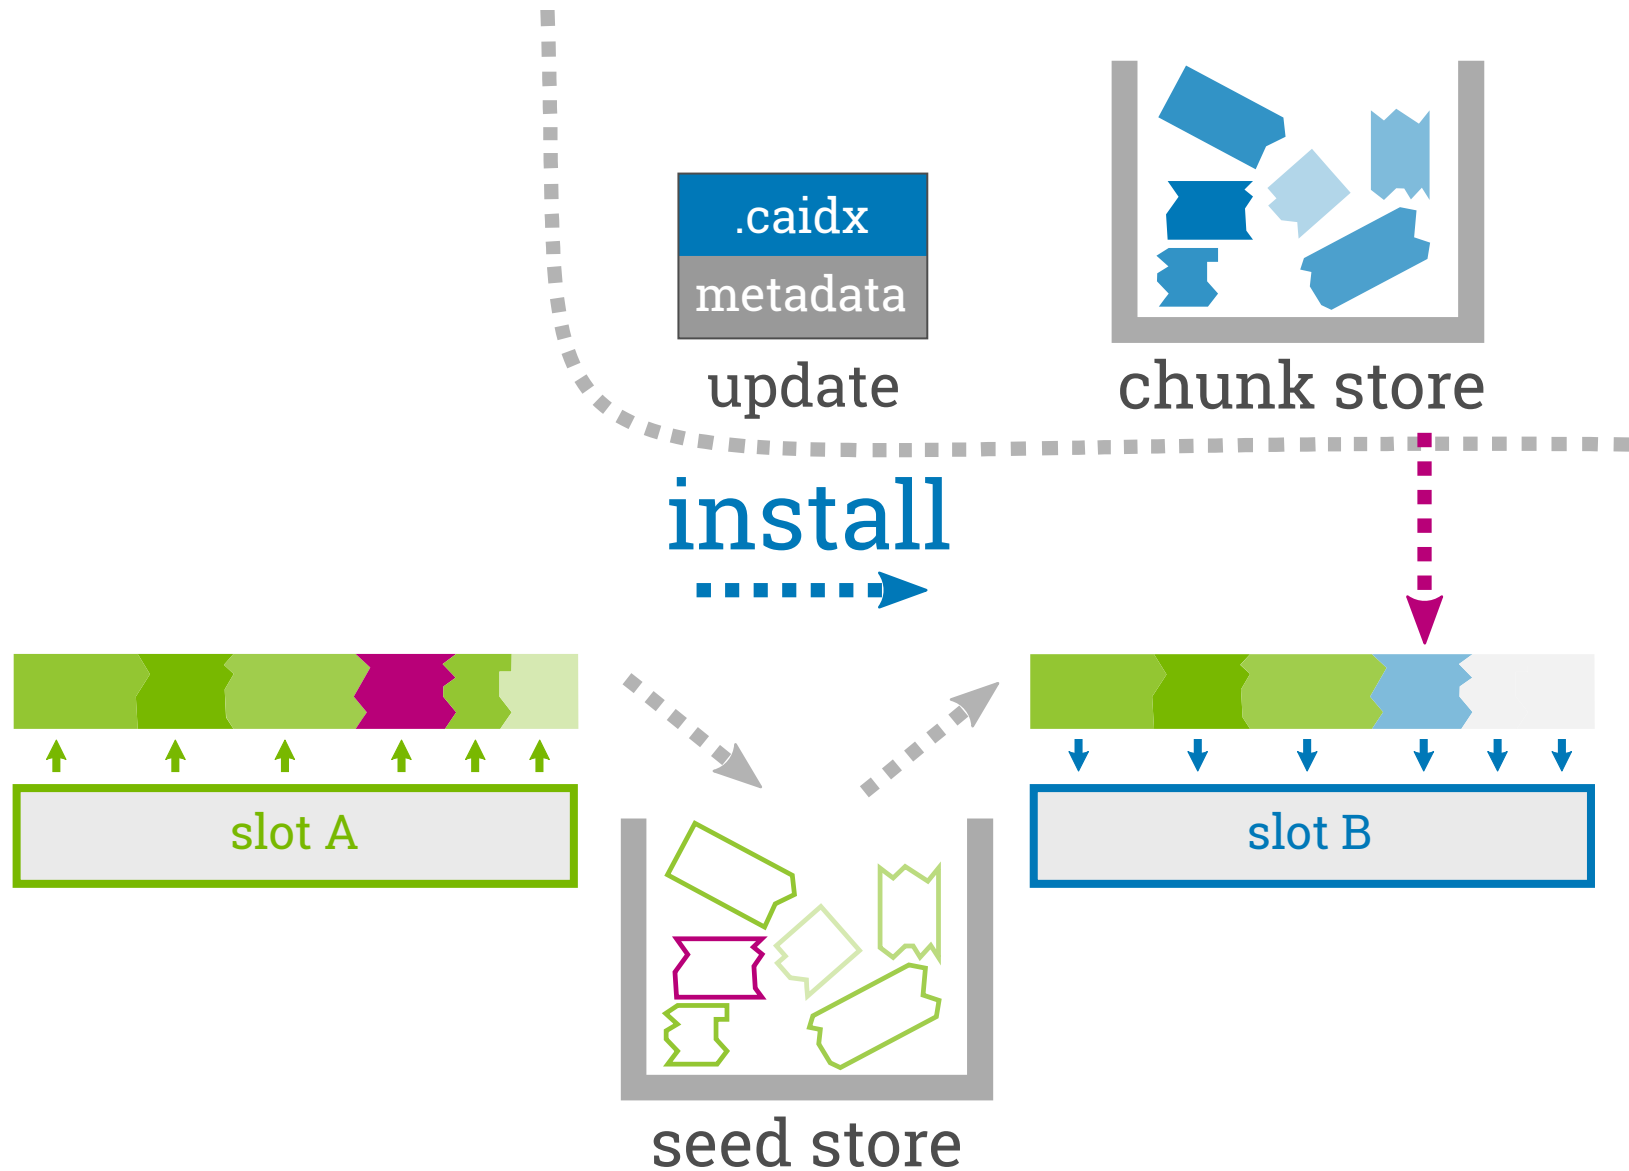 .caidx
metadata
update
chunk store
install
slot A
slot B
seed store